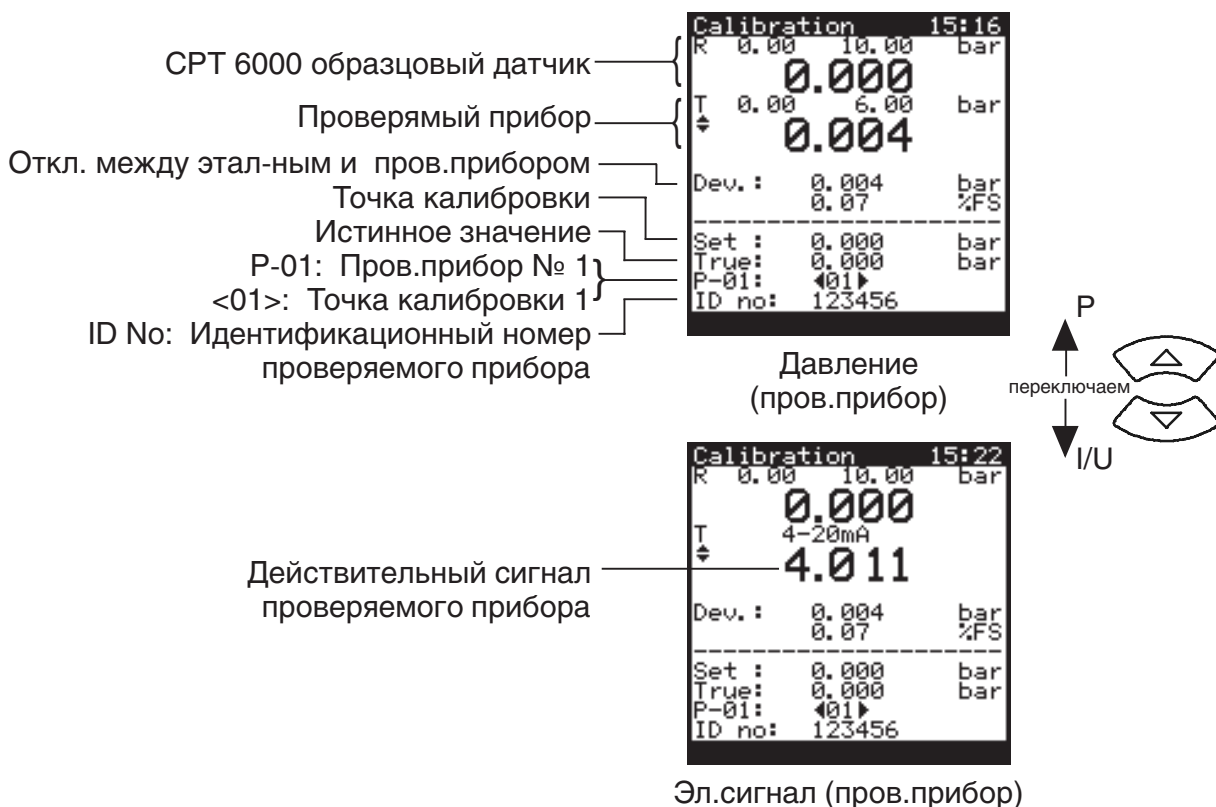 CPT 6000 образцовый датчик
Проверямый прибор
Откл. между этал-ным и пров.прибором
Точка калибровки
Истинное значение
P-01: Пров.прибор № 1
<01>: Точка калибровки 1
ID No: Идентификационный номер
проверяемого прибора
Calibration 15:16
R 0.00 10.00 bar
0.000
T 0.00 6.00 bar
0.004
Dev.: 0.004 bar
0.07 %FS
Set : 0.000 bar
True: 0.000 bar
P-01: ◀01▶
ID no: 123456
Давление
(пров.прибор)
P
переключаем
I/U
Calibration 15:22
R 0.00 10.00 bar
0.000
T 4-20mA
4.011
Dev.: 0.004 bar
0.07 %FS
Set : 0.000 bar
True: 0.000 bar
P-01: ◀01▶
ID no: 123456
Действительный сигнал
проверяемого прибора
Эл.сигнал (пров.прибор)